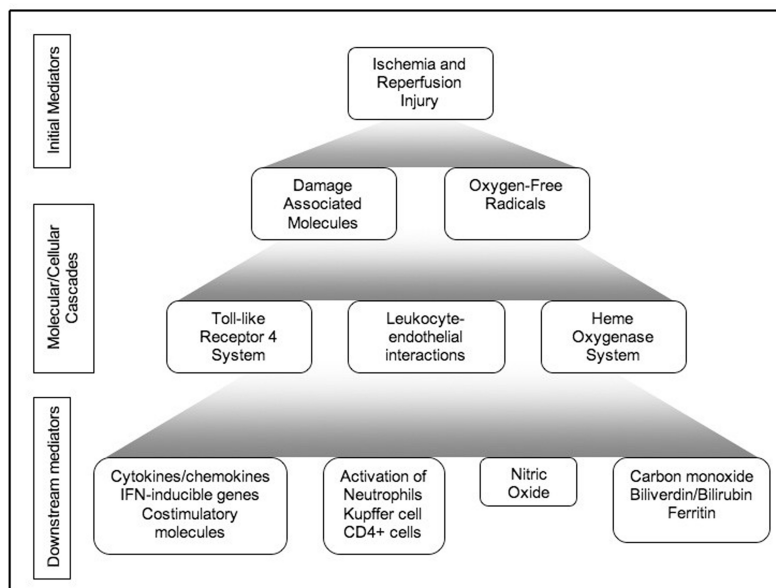 Initial Mediators
Ischemia and
Reperfusion
Injury
Damage
Associated
Molecules
Oxygen-Free
Radicals
Molecular/Cellular
Cascades
Toll-like
Receptor 4
System
Leukocyte-
endothelial
interactions
Heme
Oxygenase
System
Downstream mediators
Cytokines/chemokines
IFN-inducible genes
Costimulatory
molecules
Activation of
Neutrophils
Kupffer cell
CD4+ cells
Nitric
Oxide
Carbon monoxide
Biliverdin/Bilirubin
Ferritin